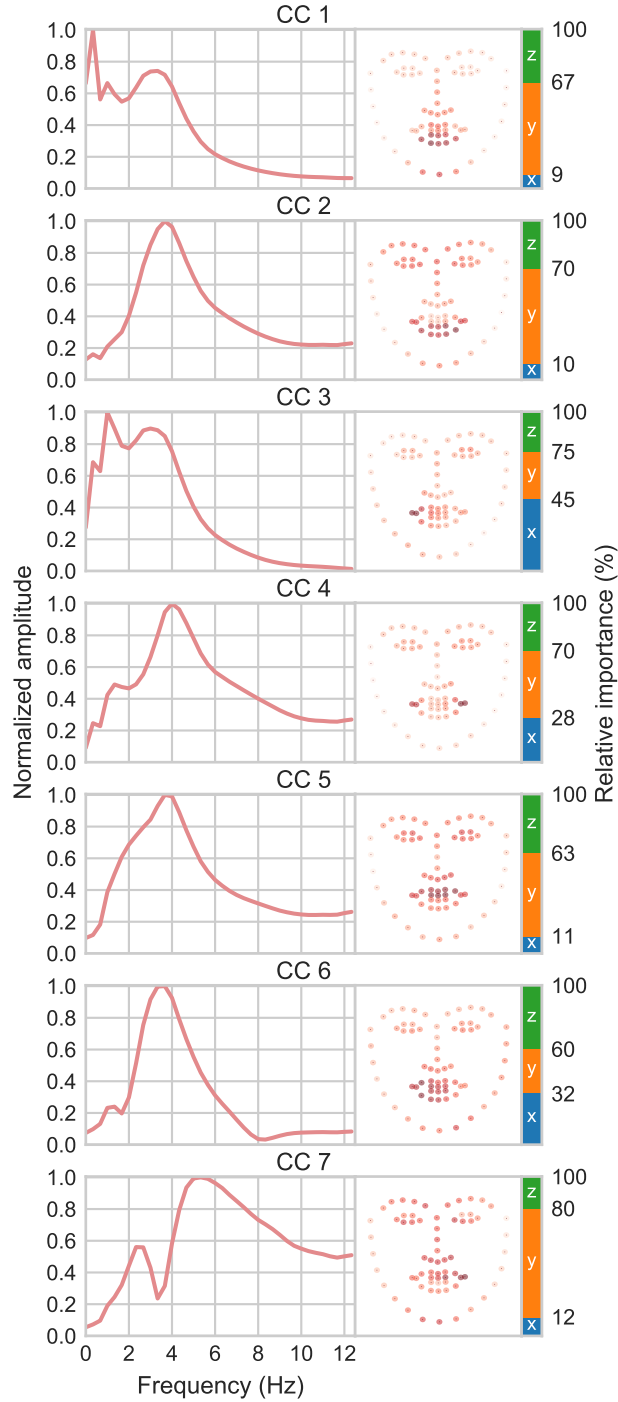 CC 1
1.0
0.8
0.6
0.4
0.2
0.0
z
y
x
100
67
9
CC 2
1.0
0.8
0.6
0.4
0.2
0.0
z
y
x
100
70
10
CC 3
1.0
0.8
0.6
0.4
0.2
0.0
z
y
x
100
75
45
CC 4
1.0
0.8
0.6
0.4
0.2
0.0
z
y
x
100
70
28
Normalized amplitude
Relative importance (%)
CC 5
1.0
0.8
0.6
0.4
0.2
0.0
z
y
x
100
63
11
CC 6
1.0
0.8
0.6
0.4
0.2
0.0
z
y
x
100
60
32
CC 7
1.0
0.8
0.6
0.4
0.2
0.0
z
y
x
100
80
12
0 2 4 6 8 10 12
Frequency (Hz)